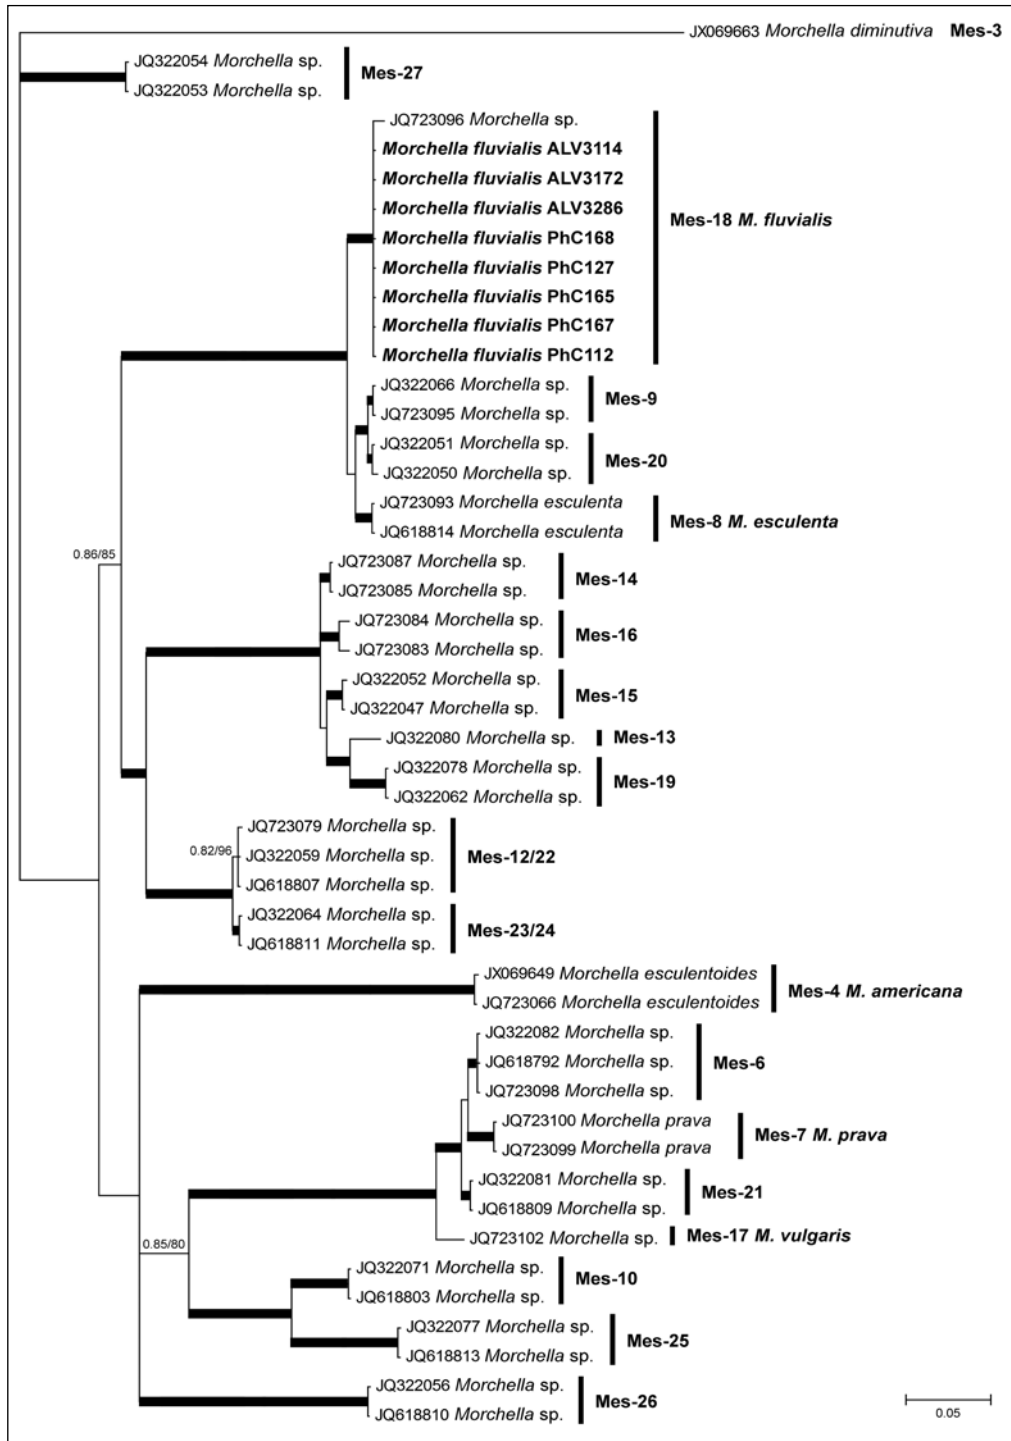 JX069663 Morchella diminutiva Mes-3
JQ322054 Morchella sp.
Mes-27
JQ322053 Morchella sp.
JQ723096 Morchella sp.
Morchella fluvialis ALV3114
Morchella fluvialis ALV3172
Morchella fluvialis ALV3286
Mes-18 M. fluvialis
Morchella fluvialis PhC168
Morchella fluvialis PhC127
Morchella fluvialis PhC165
Morchella fluvialis PhC167
Morchella fluvialis PhC112
JQ322066 Morchella sp.
Mes-9
JQ723095 Morchella sp.
JQ322051 Morchella sp.
Mes-20
JQ322050 Morchella sp.
JQ723093 Morchella esculenta
Mes-8 M. esculenta
JQ618814 Morchella esculenta
0.86/85
JQ723087 Morchella sp.
Mes-14
JQ723085 Morchella sp.
JQ723084 Morchella sp.
Mes-16
JQ723083 Morchella sp.
JQ322052 Morchella sp.
Mes-15
JQ322047 Morchella sp.
JQ322080 Morchella sp. Mes-13
JQ322078 Morchella sp.
Mes-19
JQ322062 Morchella sp.
JQ723079 Morchella sp.
0.82/96
JQ322059 Morchella sp. Mes-12/22
JQ618807 Morchella sp.
JQ322064 Morchella sp.
Mes-23/24
JQ618811 Morchella sp.
JX069649 Morchella esculentoides
Mes-4 M. americana
JQ723066 Morchella esculentoides
JQ322082 Morchella sp.
JQ618792 Morchella sp. Mes-6
JQ723098 Morchella sp.
JQ723100 Morchella prava
Mes-7 M. prava
JQ723099 Morchella prava
JQ322081 Morchella sp.
Mes-21
JQ618809 Morchella sp.
JQ723102 Morchella sp. Mes-17 M. vulgaris
0.85/80
JQ322071 Morchella sp.
Mes-10
JQ618803 Morchella sp.
JQ322077 Morchella sp.
Mes-25
JQ618813 Morchella sp.
JQ322056 Morchella sp.
Mes-26
JQ618810 Morchella sp.
0.05